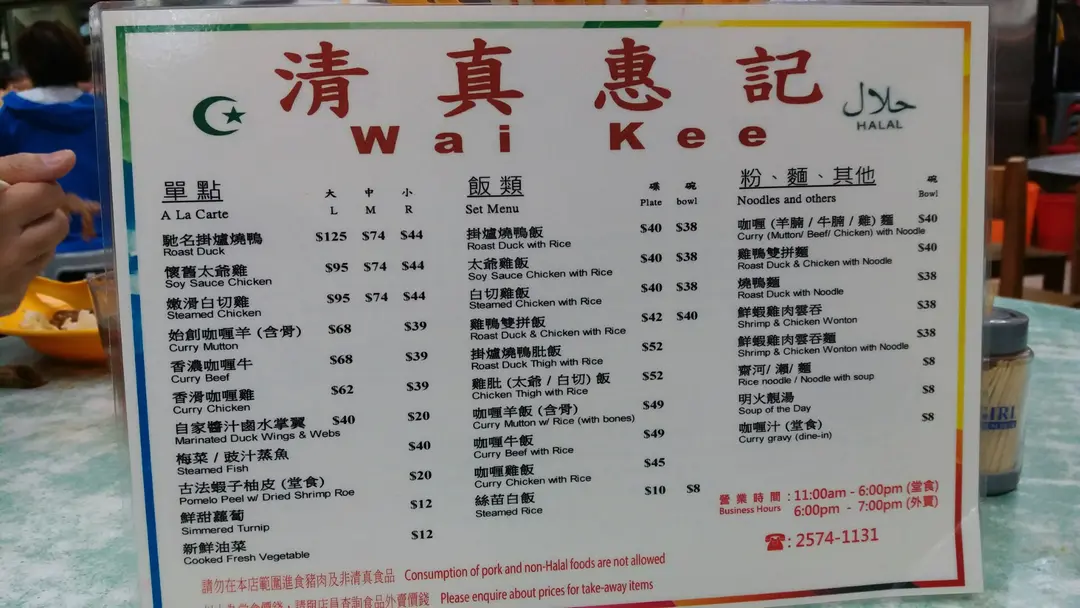 清真惠記
Wai Kee
حلال
HALAL
單點
A La Carte
大 中 小
L M R
馳名掛爐燒鴨 $125 $74 $44
Roast Duck
懷舊太爺雞 $95 $74 $44
Soy Sauce Chicken
嫩滑白切雞 $95 $74 $44
Steamed Chicken
始創咖喱羊 (含骨) $68 $39
Curry Mutton
香濃咖喱牛 $68 $39
Curry Beef
香滑咖喱雞 $62 $39
Curry Chicken
自家醬汁鹵水掌翼 $40 $20
Marinated Duck Wings & Webs
梅菜 / 豉汁蒸魚 $40
Steamed Fish
古法蝦子柚皮 (堂食) $20
Pomelo Peel w/ Dried Shrimp Roe
鮮甜蘿蔔 $12
Simmered Turnip
新鮮油菜 $12
Cooked Fresh Vegetable
飯類
Set Menu
碟 碗
Plate bowl
掛爐燒鴨飯 $40 $38
Roast Duck with Rice
太爺雞飯 $40 $38
Soy Sauce Chicken with Rice
白切雞飯 $40 $38
Steamed Chicken with Rice
雞鴨雙拼飯 $42 $40
Roast Duck & Chicken with Rice
掛爐燒鴨肶飯 $52
Roast Duck Thigh with Rice
雞肶 (太爺 / 白切) 飯 $52
Chicken Thigh with Rice
咖喱羊飯 (含骨) $49
Curry Mutton w/ Rice (with bones)
咖喱牛飯 $49
Curry Beef with Rice
咖喱雞飯 $45
Curry Chicken with Rice
絲苗白飯 $10 $8
Steamed Rice
粉、麵、其他
Noodles and others
碗
Bowl
咖喱 (羊腩 / 牛腩 / 雞) 麵 $40
Curry (Mutton/ Beef/ Chicken) with Noodle
雞鴨雙拼麵 $40
Roast Duck & Chicken with Noodle
燒鴨麵 $38
Roast Duck with Noodle
鮮蝦雞肉雲吞 $38
Shrimp & Chicken Wonton
鮮蝦雞肉雲吞麵 $38
Shrimp & Chicken Wonton with Noodle
齋河/ 瀨/ 麵 $8
Rice noodle / Noodle with soup
明火靚湯 $8
Soup of the Day
咖喱汁 (堂食) $8
Curry gravy (dine-in)
營業時間 : 11:00am - 6:00pm (堂食)
Business Hours 6:00pm - 7:00pm (外賣)
☎: 2574-1131
請勿在本店範圍進食豬肉及非清真食品 Consumption of pork and non-Halal foods are not allowed
Please enquire about prices for take-away items